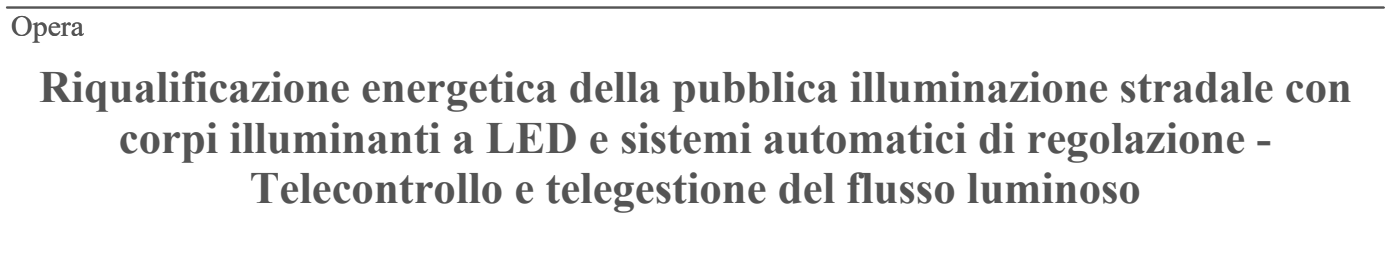 Opera
Riqualificazione energetica della pubblica illuminazione stradale con
corpi illuminanti a LED e sistemi automatici di regolazione -
Telecontrollo e telegestione del flusso luminoso